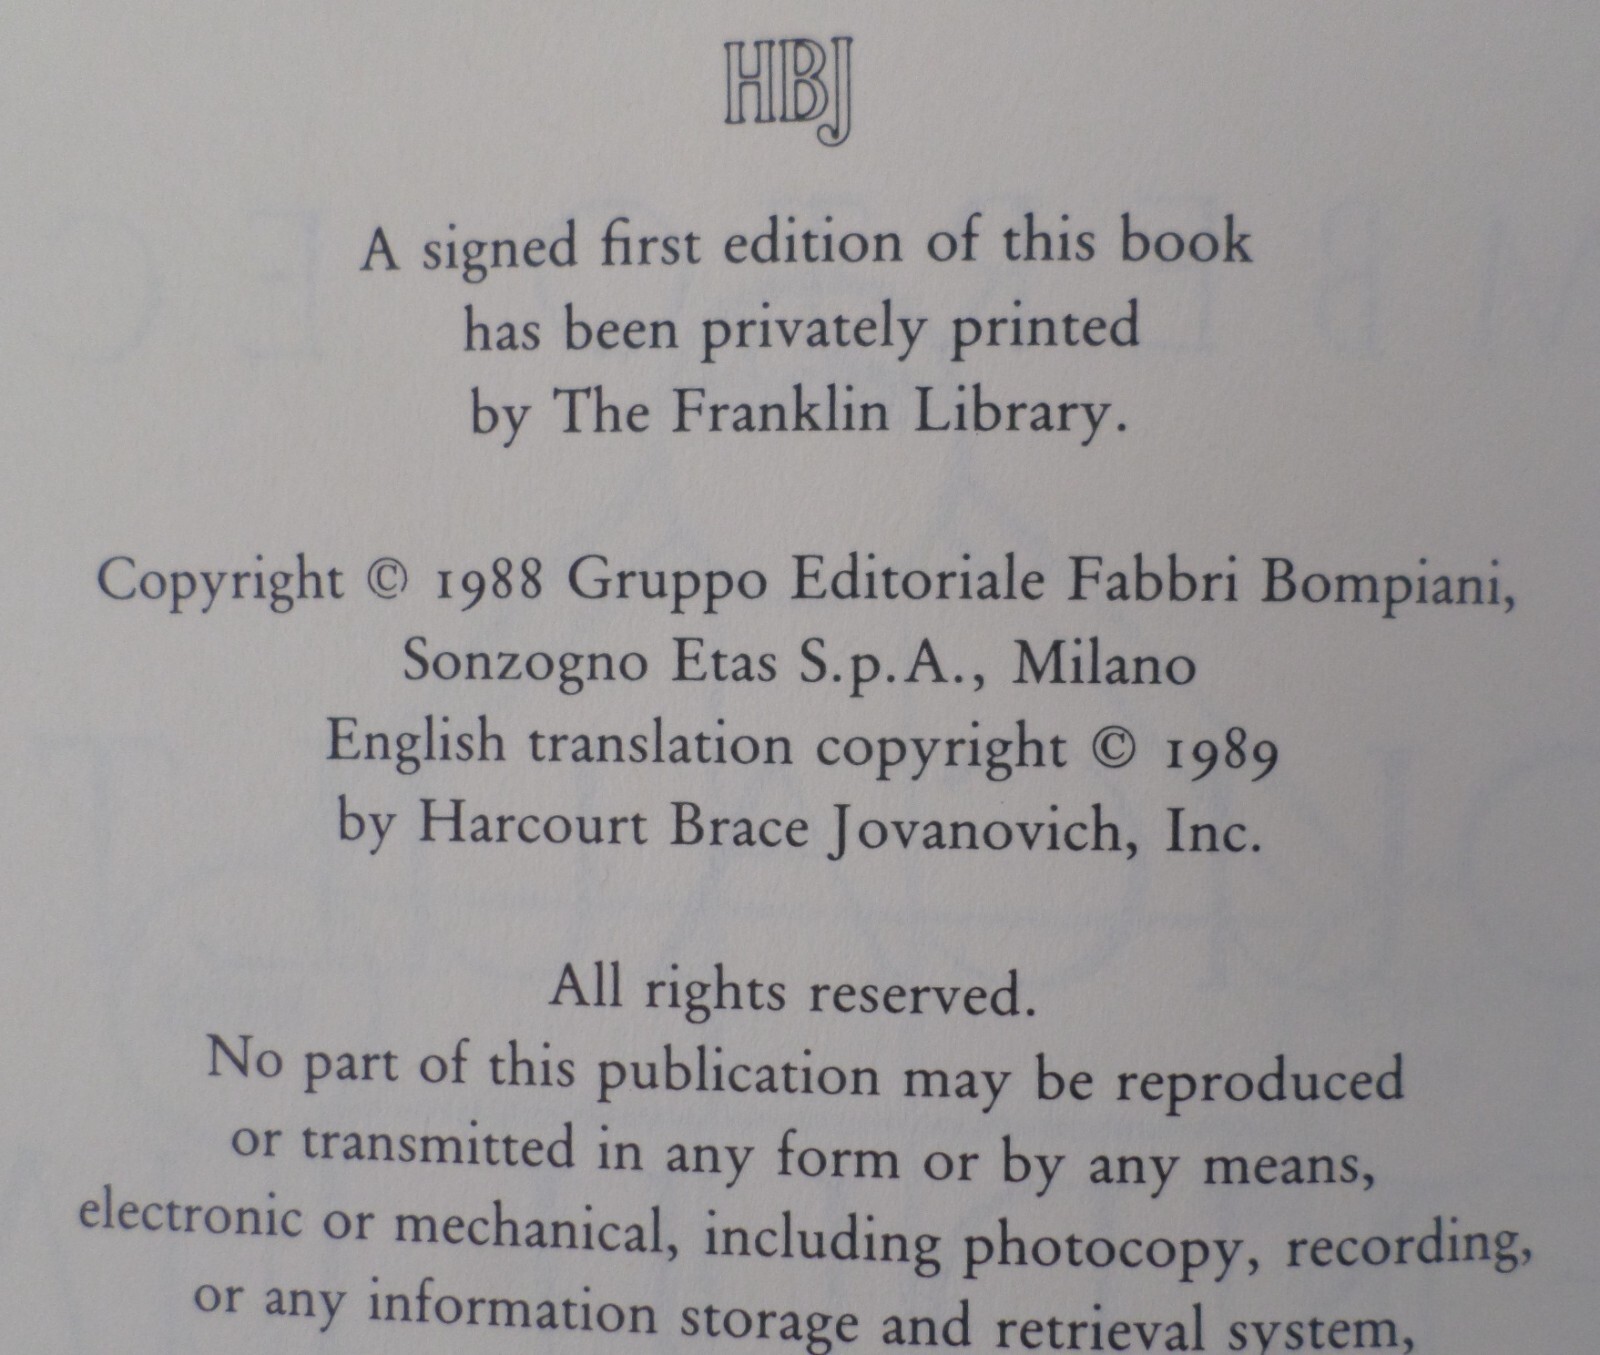 HBJ
A signed first edition of this book
has been privately printed
by The Franklin Library.
Copyright © 1988 Gruppo Editoriale Fabbri Bompiani,
Sonzogno Etas S.p.A., Milano
English translation copyright © 1989
by Harcourt Brace Jovanovich, Inc.
All rights reserved.
No part of this publication may be reproduced
or transmitted in any form or by any means,
electronic or mechanical, including photocopy, recording,
or any information storage and retrieval system,